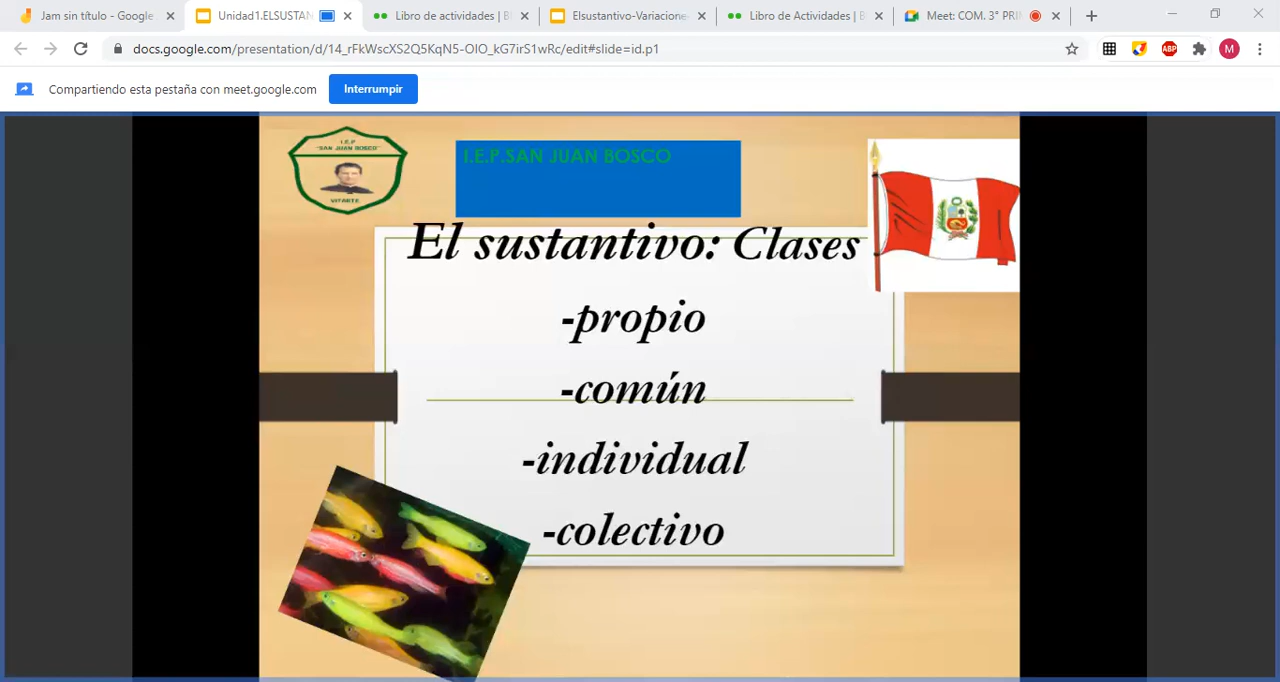 Jam sin título - Google
Unidad1.ELSUSTAN
Libro de actividades | B
Elsustantivo-Variacione
Libro de Actividades | B
Meet: COM. 3° PRI
docs.google.com/presentation/d/14_rFkWscXS2Q5KqN5-OIO_kG7irS1wRc/edit#slide=id.p1
ABP
M
Compartiendo esta pestaña con meet.google.com
Interrumpir
I.E.P
"SAN JUAN BOSCO"
VITARTE
I.E.P.SAN JUAN BOSCO
El sustantivo: Clases
-propio
-común
-individual
-colectivo